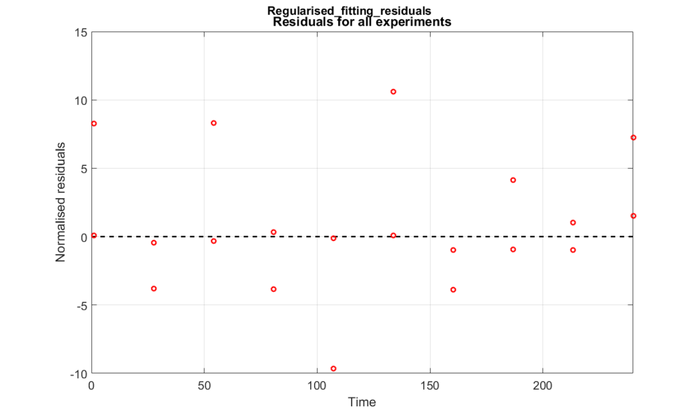 Regularised_fitting_residuals
Residuals for all experiments
15
10
5
0
-5
-10
Normalised residuals
0
50
100
150
200
Time